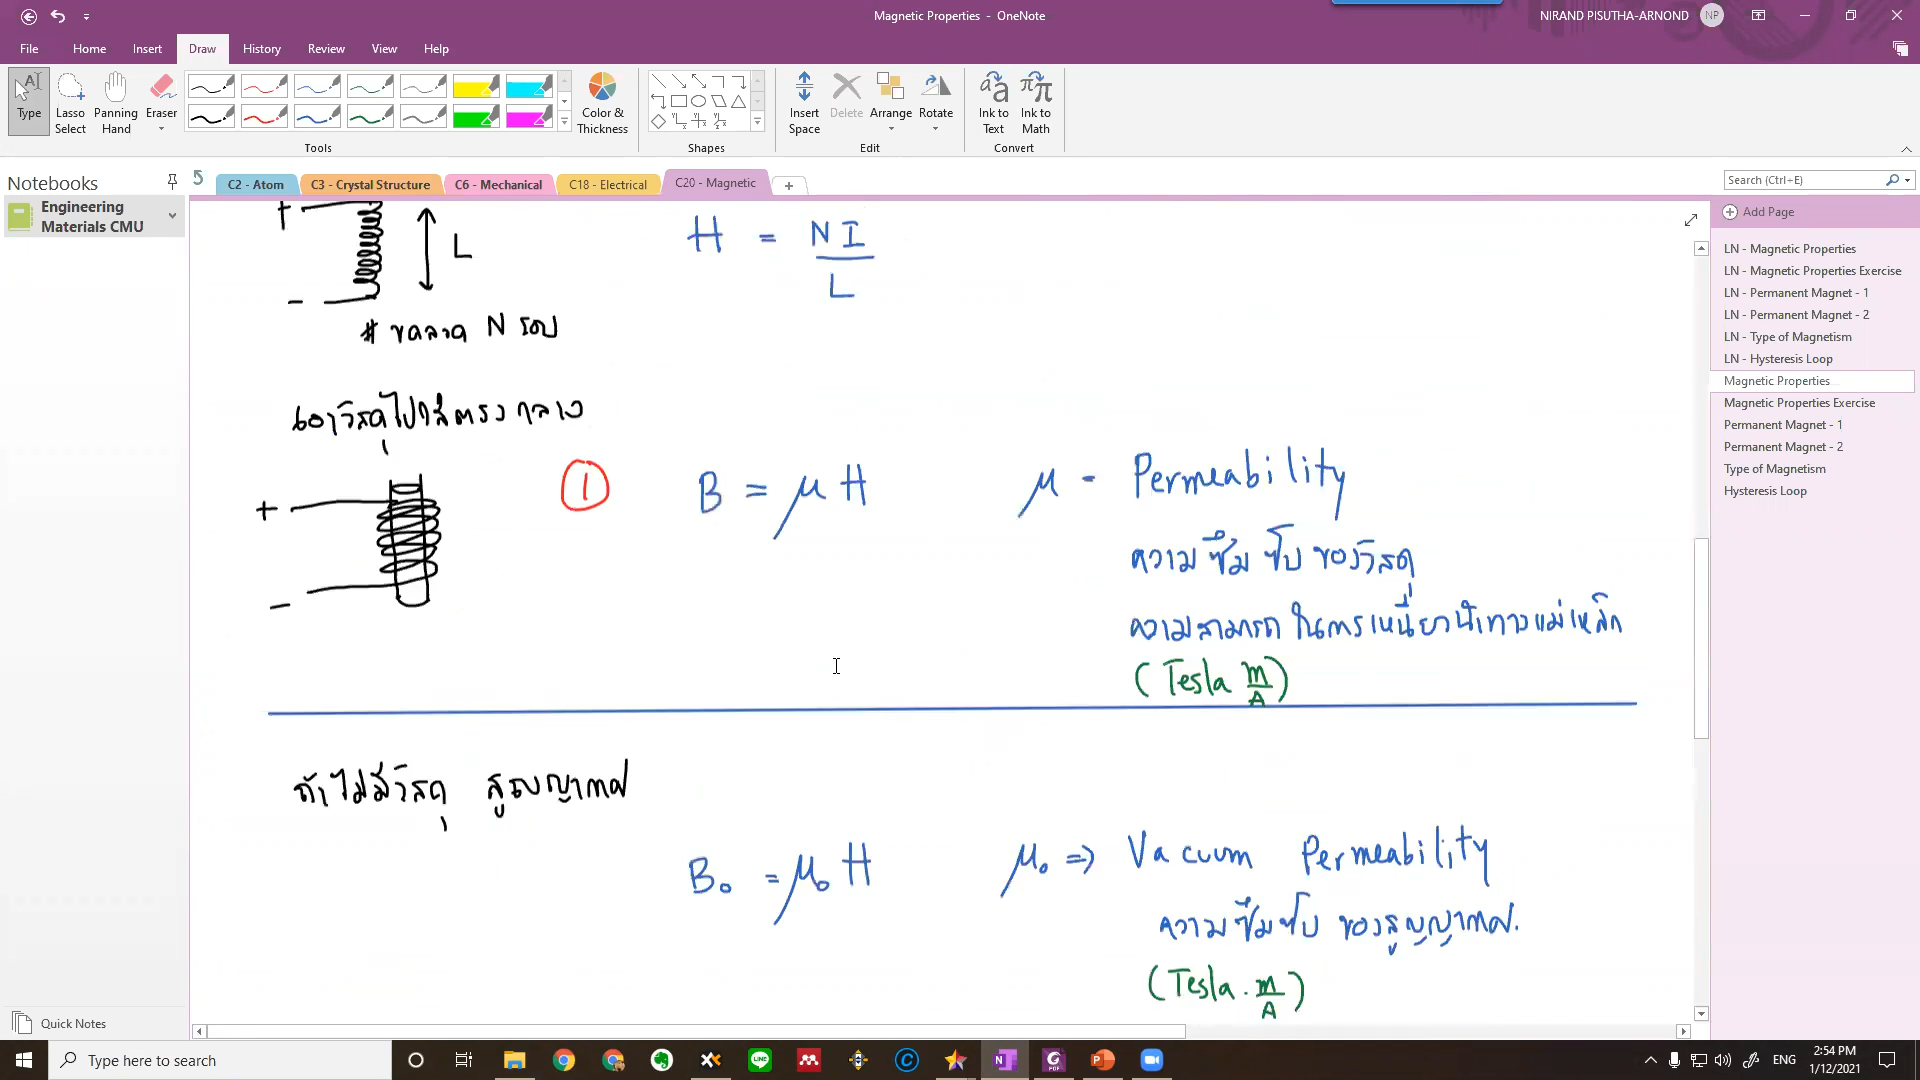 Magnetic Properties - OneNote
NIRAND PISUTHA-ARNOND NP
File Home Insert Draw History Review View Help
Type
Lasso Select
Panning Hand
Eraser
Color & Thickness
Insert Space
Delete
Arrange
Rotate
Ink to Text
Ink to Math
Tools Shapes Edit Convert
Notebooks
C2 - Atom C3 - Crystal Structure C6 - Mechanical C18 - Electrical C20 - Magnetic
Search (Ctrl+E)
Engineering Materials CMU
Add Page
LN - Magnetic Properties
LN - Magnetic Properties Exercise
LN - Permanent Magnet - 1
LN - Permanent Magnet - 2
LN - Type of Magnetism
LN - Hysteresis Loop
Magnetic Properties
Magnetic Properties Exercise
Permanent Magnet - 1
Permanent Magnet - 2
Type of Magnetism
Hysteresis Loop
+ L
-
H = NI / L
# ขดลวด N รอบ
เอาวัสดุไปใส่ตรงกลาง
+
-
① B = μH
μ - Permeability
ความซึมซับของวัสดุ
ความสามารถในการเหนี่ยวนำทางแม่เหล็ก
(Tesla m/A)
ถ้าไม่มีวัสดุ สูญญากาศ
B₀ = μ₀H
μ₀ ⇒ Vacuum Permeability
ความซึมซับของสูญญากาศ.
(Tesla · m/A)
Quick Notes
Type here to search
ENG
2:54 PM
1/12/2021